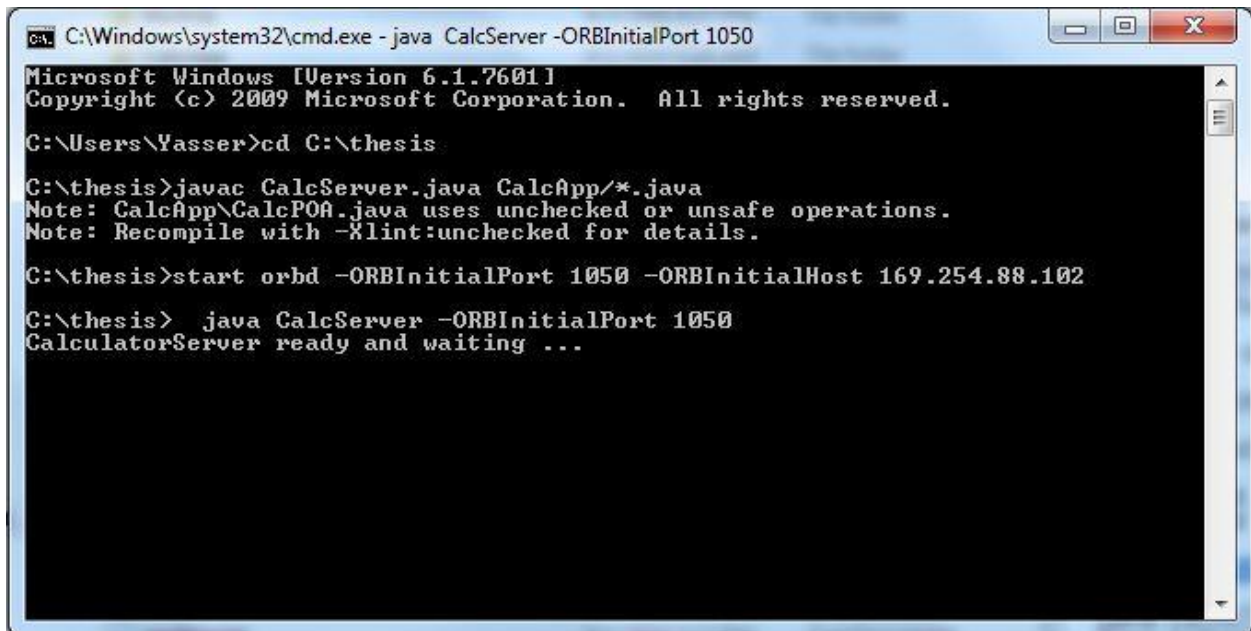 C:\Windows\system32\cmd.exe - java  CalcServer -ORBInitialPort 1050
Microsoft Windows [Version 6.1.7601]
Copyright (c) 2009 Microsoft Corporation.  All rights reserved.
C:\Users\Yasser>cd C:\thesis
C:\thesis>javac CalcServer.java CalcApp/*.java
Note: CalcApp\CalcPOA.java uses unchecked or unsafe operations.
Note: Recompile with -Xlint:unchecked for details.
C:\thesis>start orbd -ORBInitialPort 1050 -ORBInitialHost 169.254.88.102
C:\thesis>  java CalcServer -ORBInitialPort 1050
CalculatorServer ready and waiting ...